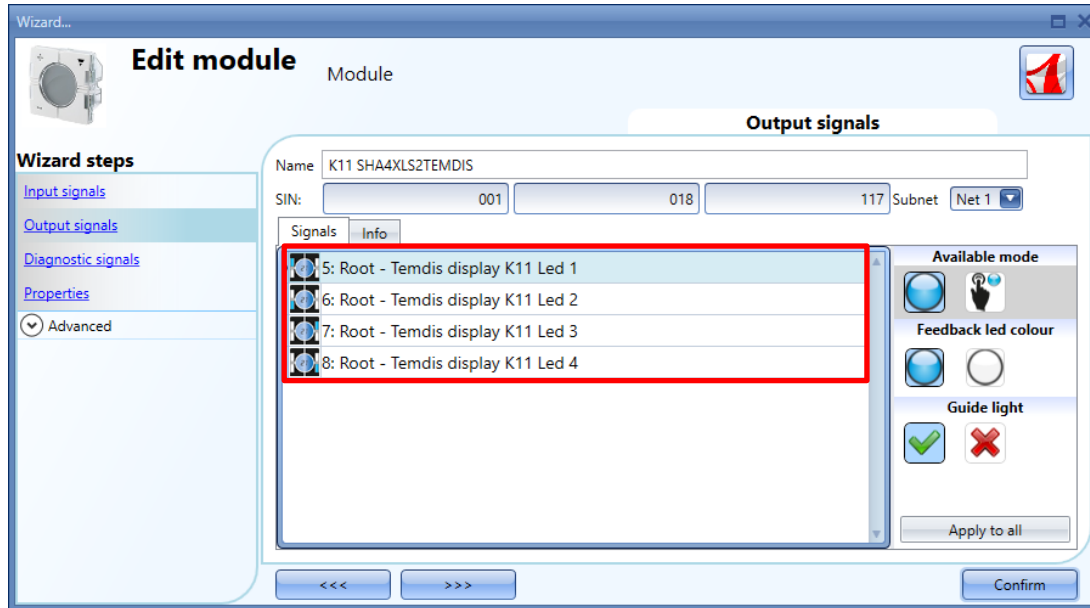 Wizard...
Edit module
Module
Output signals
Wizard steps
Input signals
Output signals
Diagnostic signals
Properties
Advanced
Name K11 SHA4XLS2TEMDIS
SIN: 001 018 117 Subnet Net 1
Signals Info
5: Root - Temdis display K11 Led 1
6: Root - Temdis display K11 Led 2
7: Root - Temdis display K11 Led 3
8: Root - Temdis display K11 Led 4
Available mode
Feedback led colour
Guide light
Apply to all
<<< >>> Confirm